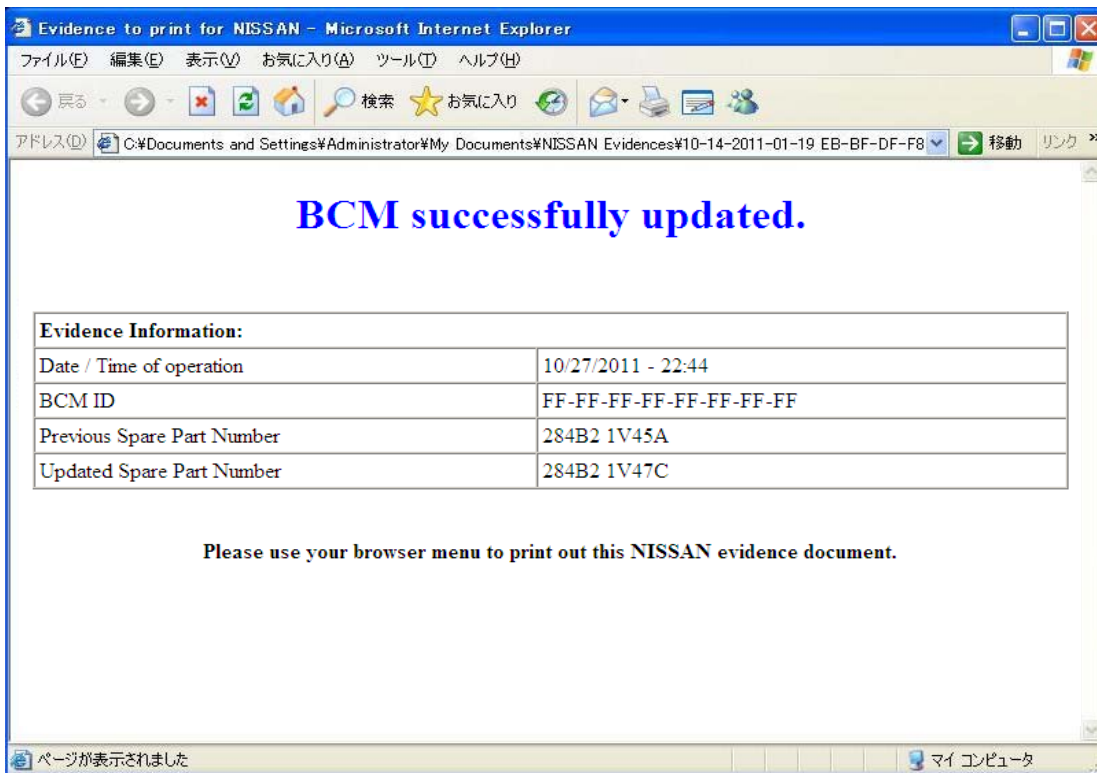 Evidence to print for NISSAN - Microsoft Internet Explorer
ファイル(F) 編集(E) 表示(V) お気に入り(A) ツール(T) ヘルプ(H)
戻る 検索 お気に入り
アドレス(D) C:¥Documents and Settings¥Administrator¥My Documents¥NISSAN Evidences¥10-14-2011-01-19 EB-BF-DF-F8 移動 リンク »
BCM successfully updated.
Evidence Information:
Date / Time of operation 10/27/2011 - 22:44
BCM ID FF-FF-FF-FF-FF-FF-FF-FF
Previous Spare Part Number 284B2 1V45A
Updated Spare Part Number 284B2 1V47C
Please use your browser menu to print out this NISSAN evidence document.
ページが表示されました マイ コンピュータ